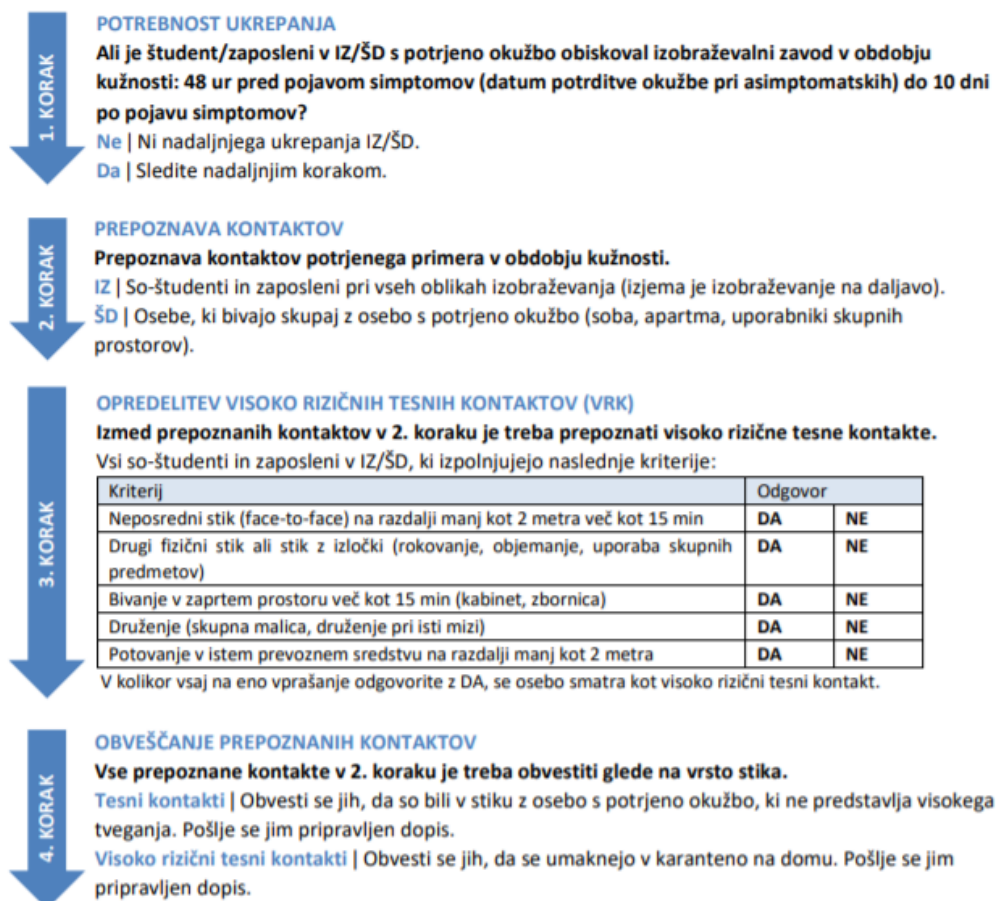 1. KORAK
POTREBNOST UKREPANJA
Ali je študent/zaposleni v IZ/ŠD s potrjeno okužbo obiskoval izobraževalni zavod v obdobju
kužnosti: 48 ur pred pojavom simptomov (datum potrditve okužbe pri asimptomatskih) do 10 dni
po pojavu simptomov?
Ne | Ni nadaljnjega ukrepanja IZ/ŠD.
Da | Sledite nadaljnjim korakom.
2. KORAK
PREPOZNAVA KONTAKTOV
Prepoznava kontaktov potrjenega primera v obdobju kužnosti.
IZ | So-študenti in zaposleni pri vseh oblikah izobraževanja (izjema je izobraževanje na daljavo).
ŠD | Osebe, ki bivajo skupaj z osebo s potrjeno okužbo (soba, apartma, uporabniki skupnih
prostorov).
3. KORAK
OPREDELITEV VISOKO RIZIČNIH TESNIH KONTAKTOV (VRK)
Izmed prepoznanih kontaktov v 2. koraku je treba prepoznati visoko rizične tesne kontakte.
Vsi so-študenti in zaposleni v IZ/ŠD, ki izpolnjujejo naslednje kriterije:
Kriterij Odgovor
Neposredni stik (face-to-face) na razdalji manj kot 2 metra več kot 15 min DA NE
Drugi fizični stik ali stik z izločki (rokovanje, objemanje, uporaba skupnih DA NE
predmetov)
Bivanje v zaprtem prostoru več kot 15 min (kabinet, zbornica) DA NE
Druženje (skupna malica, druženje pri isti mizi) DA NE
Potovanje v istem prevoznem sredstvu na razdalji manj kot 2 metra DA NE
V kolikor vsaj na eno vprašanje odgovorite z DA, se osebo smatra kot visoko rizični tesni kontakt.
4. KORAK
OBVEŠČANJE PREPOZNANIH KONTAKTOV
Vse prepoznane kontakte v 2. koraku je treba obvestiti glede na vrsto stika.
Tesni kontakti | Obvesti se jih, da so bili v stiku z osebo s potrjeno okužbo, ki ne predstavlja visokega
tveganja. Pošlje se jim pripravljen dopis.
Visoko rizični tesni kontakti | Obvesti se jih, da se umaknejo v karanteno na domu. Pošlje se jim
pripravljen dopis.